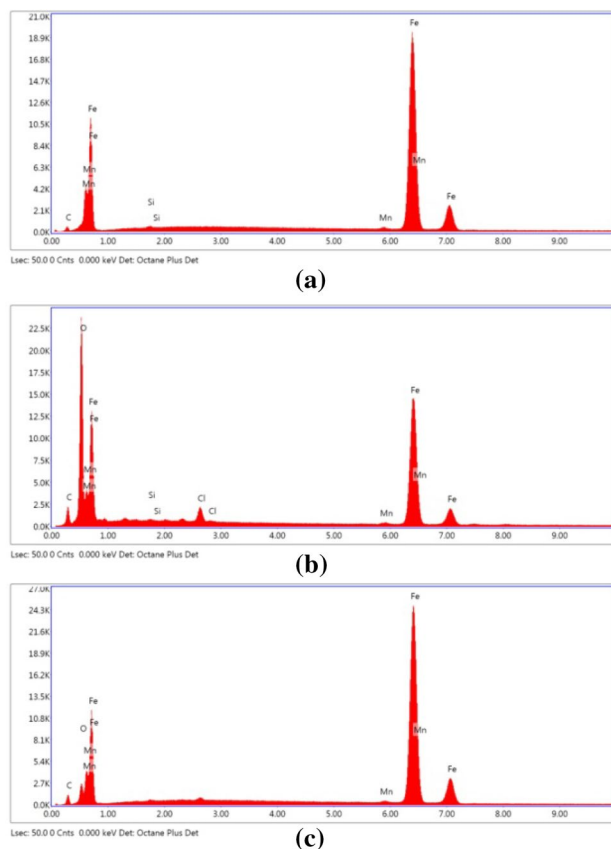 21.0K
18.9K
14.7K
12.6K
10.5K
8.4K
6.3K
4.2K
2.1K
0.0K
Fe
Fe
Fe
Mn
Mn
C
Si
Si
Mn
Mn
Fe
0.00 1.00 2.00 3.00 4.00 5.00 6.00 7.00 8.00 9.00
Lsec: 50.0 0 Cnts 0.000 keV Det: Octane Plus Det
(a)
22.5K
20.0K
17.5K
15.0K
12.5K
10.0K
7.5K
5.0K
2.5K
0.0K
O
Fe
Fe
Fe
Mn
Mn
Mn
C
Si
Si
Cl
Cl
Mn
Fe
0.00 1.00 2.00 3.00 4.00 5.00 6.00 7.00 8.00 9.00
Lsec: 50.0 0 Cnts 0.000 keV Det: Octane Plus Det
(b)
27.0K
24.3K
21.6K
18.9K
16.2K
13.5K
10.8K
8.1K
5.4K
2.7K
0.0K
Fe
Fe
Fe
O
Mn
Mn
Mn
C
Mn
Fe
0.00 1.00 2.00 3.00 4.00 5.00 6.00 7.00 8.00 9.00
Lsec: 50.0 0 Cnts 0.000 keV Det: Octane Plus Det
(c)